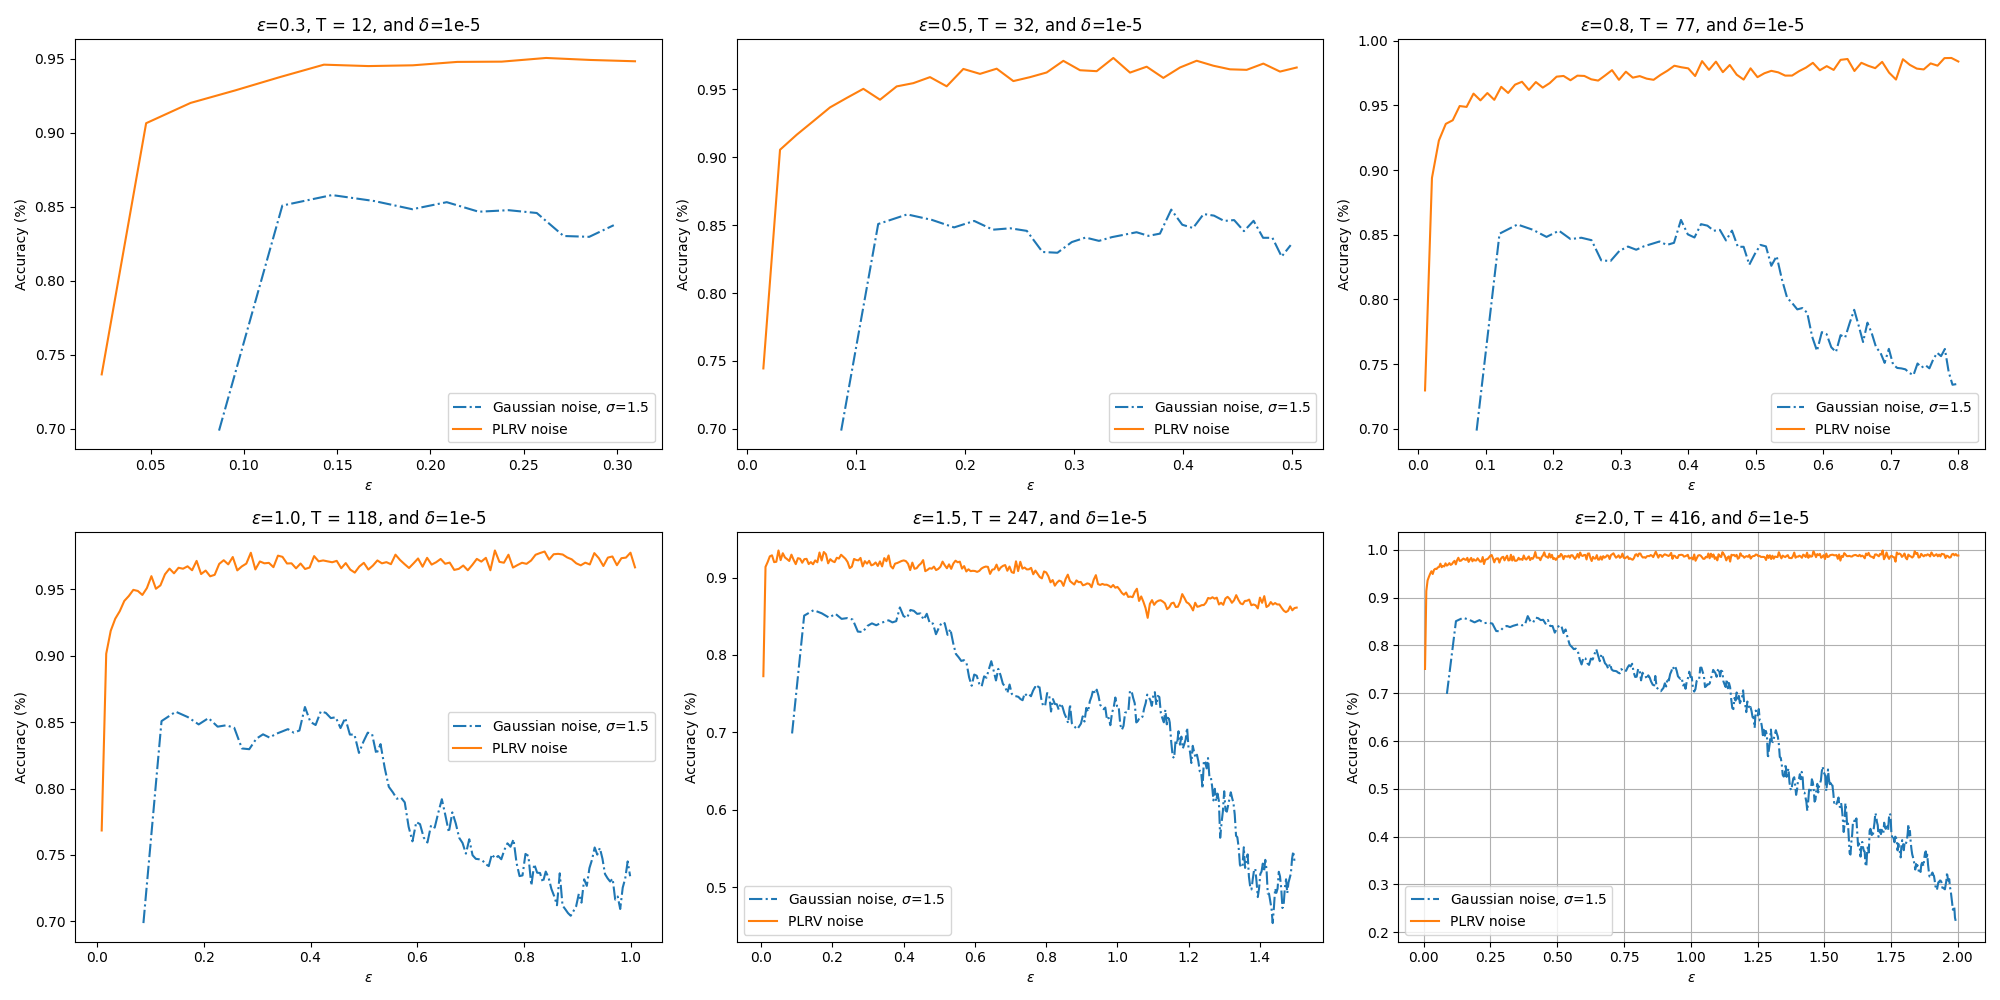 ε=0.3, T = 12, and δ=1e-5
Accuracy (%)
0.95
0.90
0.85
0.80
0.75
0.70
0.05 0.10 0.15 0.20 0.25 0.30
ε
Gaussian noise, σ=1.5
PLRV noise
ε=0.5, T = 32, and δ=1e-5
Accuracy (%)
0.95
0.90
0.85
0.80
0.75
0.70
0.0 0.1 0.2 0.3 0.4 0.5
ε
Gaussian noise, σ=1.5
PLRV noise
ε=0.8, T = 77, and δ=1e-5
Accuracy (%)
1.00
0.95
0.90
0.85
0.80
0.75
0.70
0.0 0.1 0.2 0.3 0.4 0.5 0.6 0.7 0.8
ε
Gaussian noise, σ=1.5
PLRV noise
ε=1.0, T = 118, and δ=1e-5
Accuracy (%)
0.95
0.90
0.85
0.80
0.75
0.70
0.0 0.2 0.4 0.6 0.8 1.0
ε
Gaussian noise, σ=1.5
PLRV noise
ε=1.5, T = 247, and δ=1e-5
Accuracy (%)
0.9
0.8
0.7
0.6
0.5
0.0 0.2 0.4 0.6 0.8 1.0 1.2 1.4
ε
Gaussian noise, σ=1.5
PLRV noise
ε=2.0, T = 416, and δ=1e-5
Accuracy (%)
1.0
0.9
0.8
0.7
0.6
0.5
0.4
0.3
0.2
0.00 0.25 0.50 0.75 1.00 1.25 1.50 1.75 2.00
ε
Gaussian noise, σ=1.5
PLRV noise